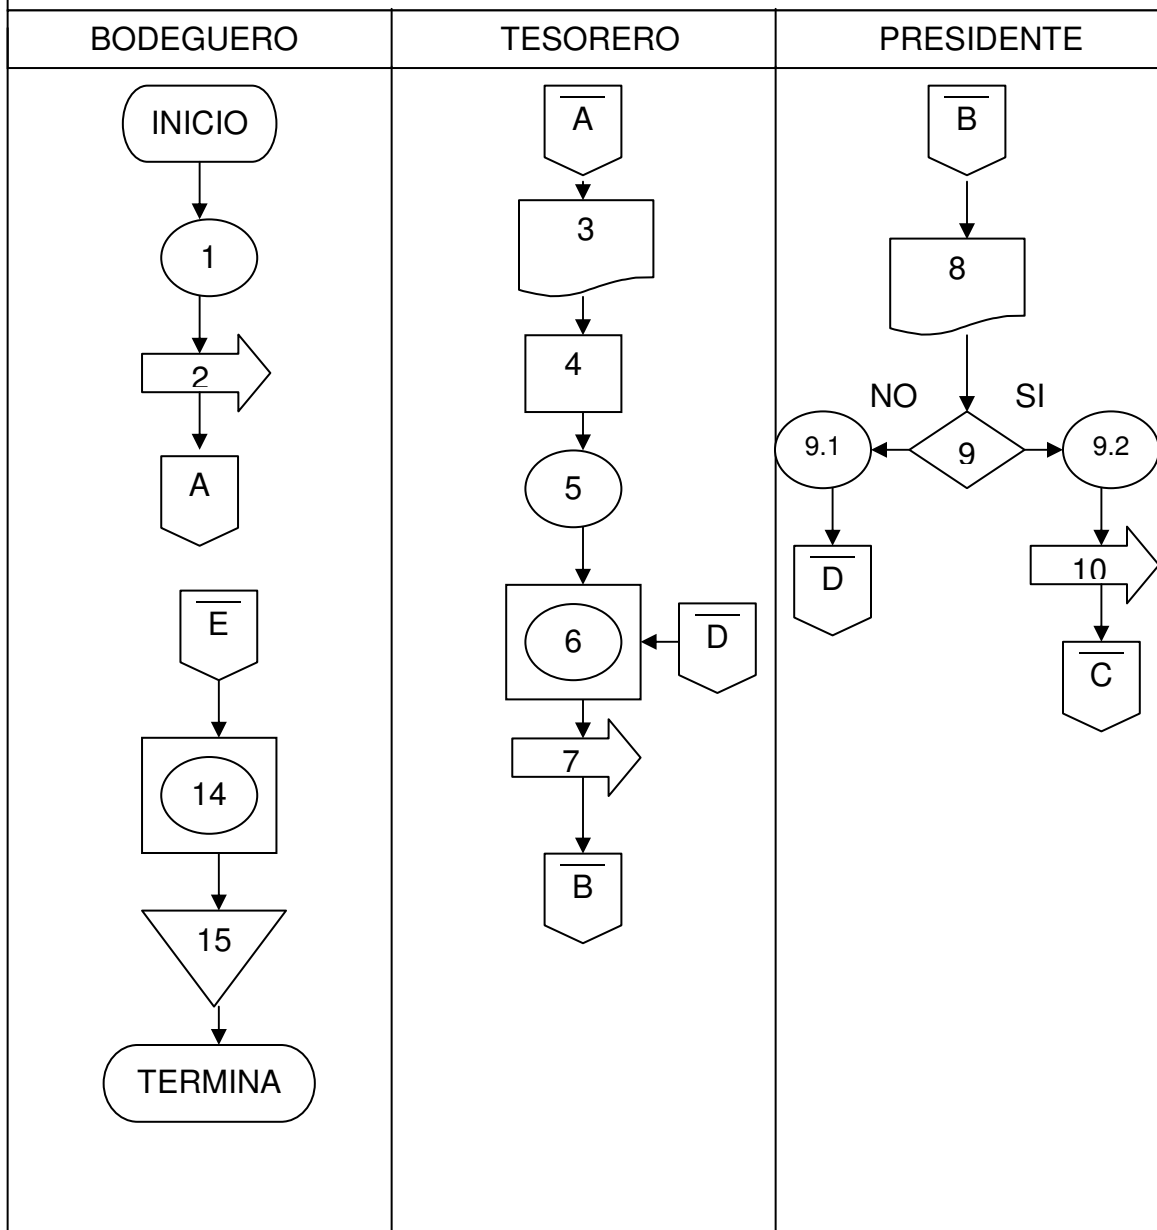 BODEGUERO
TESORERO
PRESIDENTE
INICIO
1
2
A
E
14
15
TERMINA
A
3
4
5
6
D
7
B
B
8
NO
SI
9.1
9
9.2
D
10
C